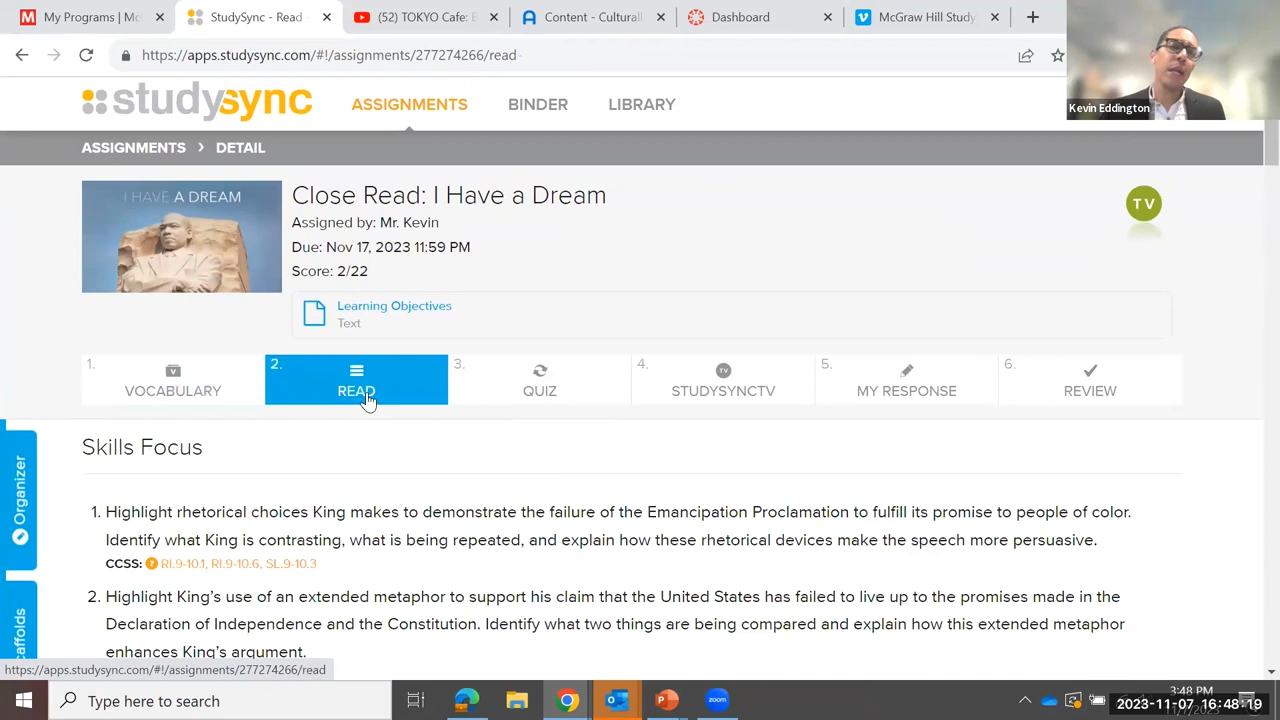 My Programs | Mc
StudySync - Read -
(52) TOKYO Cafe: B
Content - Culturall
Dashboard
McGraw Hill Study
https://apps.studysync.com/#!/assignments/277274266/read
Kevin Eddington
studysync
ASSIGNMENTS
BINDER
LIBRARY
ASSIGNMENTS > DETAIL
I HAVE A DREAM
Close Read: I Have a Dream
Assigned by: Mr. Kevin
Due: Nov 17, 2023 11:59 PM
Score: 2/22
TV
Learning Objectives
Text
1. VOCABULARY
2. READ
3. QUIZ
4. STUDYSYNCTV
5. MY RESPONSE
6. REVIEW
Organizer
caffolds
Skills Focus
1. Highlight rhetorical choices King makes to demonstrate the failure of the Emancipation Proclamation to fulfill its promise to people of color.
Identify what King is contrasting, what is being repeated, and explain how these rhetorical devices make the speech more persuasive.
CCSS: ? RI.9-10.1, RI.9-10.6, SL.9-10.3
2. Highlight King's use of an extended metaphor to support his claim that the United States has failed to live up to the promises made in the
Declaration of Independence and the Constitution. Identify what two things are being compared and explain how this extended metaphor
enhances King's argument.
https://apps.studysync.com/#!/assignments/277274266/read
Type here to search
zoom
3:48 PM
2023-11-07 16:48:19